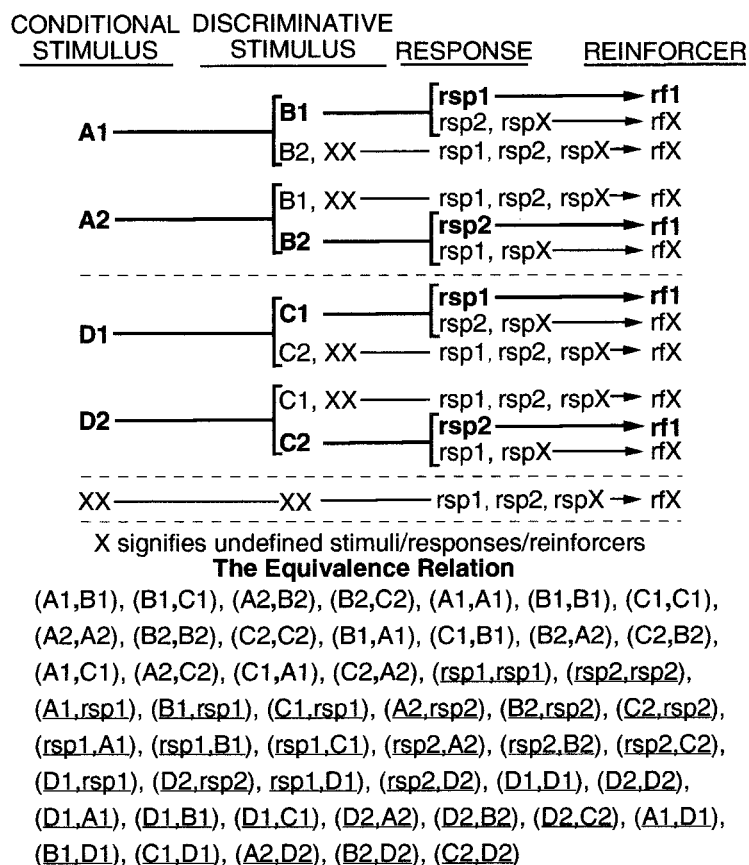 CONDITIONAL DISCRIMINATIVE
STIMULUS STIMULUS RESPONSE REINFORCER
A1 B1 rsp1 rf1
rsp2, rspX rfX
B2, XX rsp1, rsp2, rspX rfX
A2 B1, XX rsp1, rsp2, rspX rfX
B2 rsp2 rf1
rsp1, rspX rfX
D1 C1 rsp1 rf1
rsp2, rspX rfX
C2, XX rsp1, rsp2, rspX rfX
D2 C1, XX rsp1, rsp2, rspX rfX
C2 rsp2 rf1
rsp1, rspX rfX
XX XX rsp1, rsp2, rspX rfX
X signifies undefined stimuli/responses/reinforcers
The Equivalence Relation
(A1,B1), (B1,C1), (A2,B2), (B2,C2), (A1,A1), (B1,B1), (C1,C1),
(A2,A2), (B2,B2), (C2,C2), (B1,A1), (C1,B1), (B2,A2), (C2,B2),
(A1,C1), (A2,C2), (C1,A1), (C2,A2), (rsp1,rsp1), (rsp2,rsp2),
(A1,rsp1), (B1,rsp1), (C1,rsp1), (A2,rsp2), (B2,rsp2), (C2,rsp2),
(rsp1,A1), (rsp1,B1), (rsp1,C1), (rsp2,A2), (rsp2,B2), (rsp2,C2),
(D1,rsp1), (D2,rsp2), rsp1,D1), (rsp2,D2), (D1,D1), (D2,D2),
(D1,A1), (D1,B1), (D1,C1), (D2,A2), (D2,B2), (D2,C2), (A1,D1),
(B1,D1), (C1,D1), (A2,D2), (B2,D2), (C2,D2)